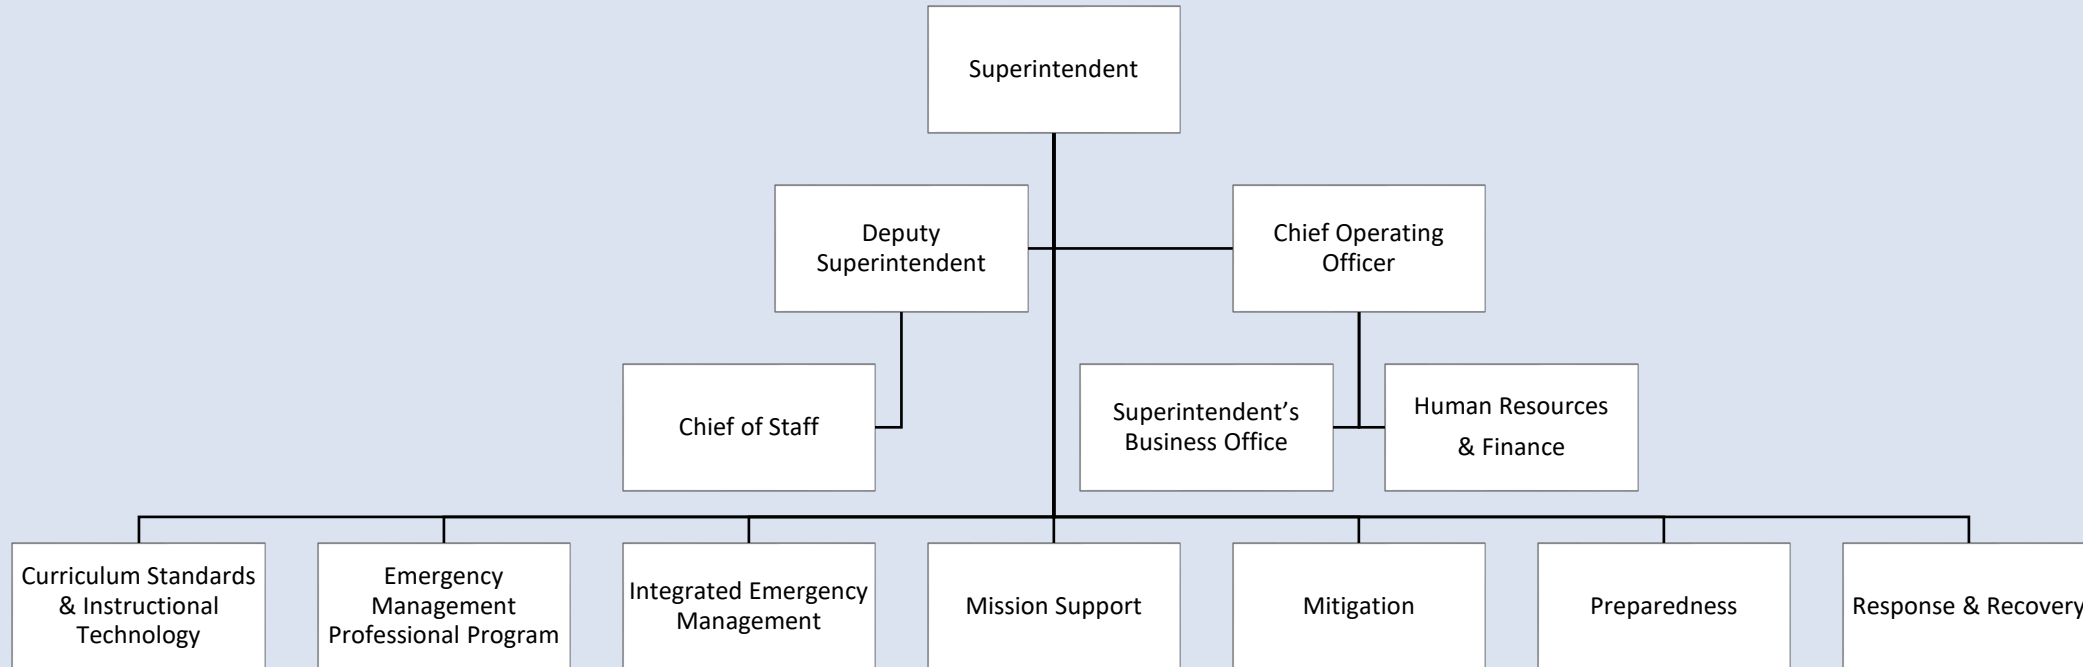 Superintendent
Deputy
Superintendent
Chief Operating
Officer
Chief of Staff
Superintendent’s
Business Office
Human Resources
& Finance
Curriculum Standards
& Instructional
Technology
Emergency
Management
Professional Program
Integrated Emergency
Management
Mission Support
Mitigation
Preparedness
Response & Recovery